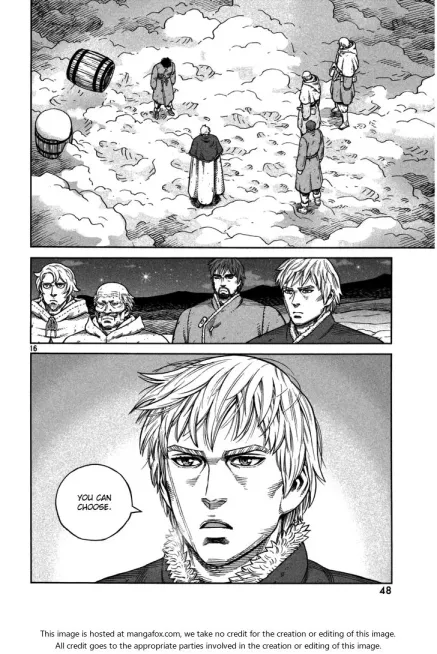 16
YOU CAN
CHOOSE.
48
This image is hosted at mangafox.com, we take no credit for the creation or editing of this image.
All credit goes to the appropriate parties involved in the creation or editing of this image.